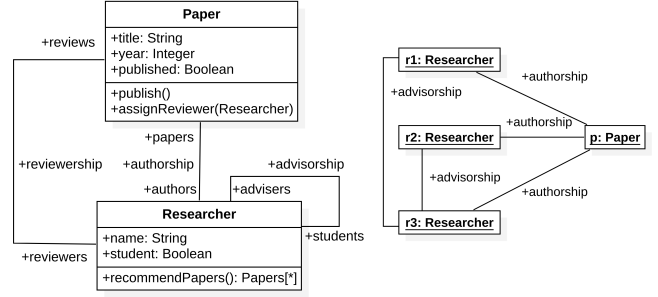 Paper
+title: String
+year: Integer
+published: Boolean
+publish()
+assignReviewer(Researcher)
+reviews
+reviewership
+reviewers
+papers
+authorship
+authors
+advisorship
+advisers
+students
Researcher
+name: String
+student: Boolean
+recommendPapers(): Papers[*]
r1: Researcher
+authorship
+advisorship
r2: Researcher
+authorship
p: Paper
+advisorship
+authorship
r3: Researcher